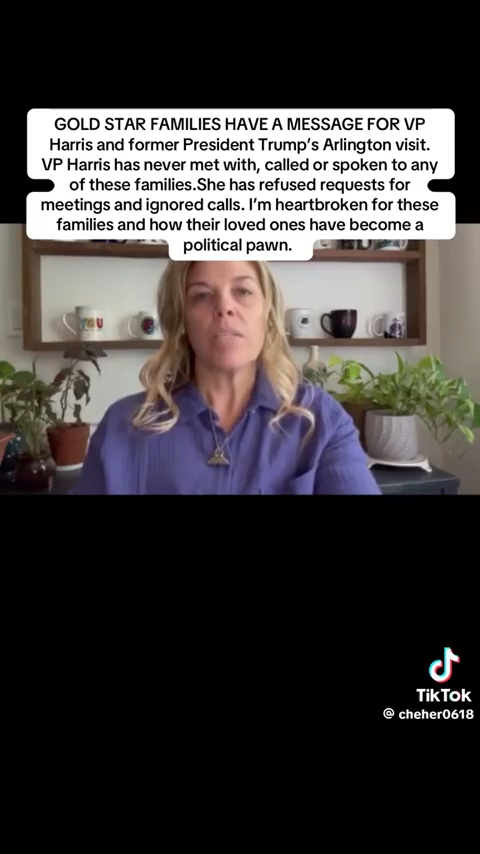 GOLD STAR FAMILIES HAVE A MESSAGE FOR VP
Harris and former President Trump's Arlington visit.
VP Harris has never met with, called or spoken to any
of these families.She has refused requests for
meetings and ignored calls. I'm heartbroken for these
families and how their loved ones have become a
political pawn.
YOU
TikTok
@ cheher0618